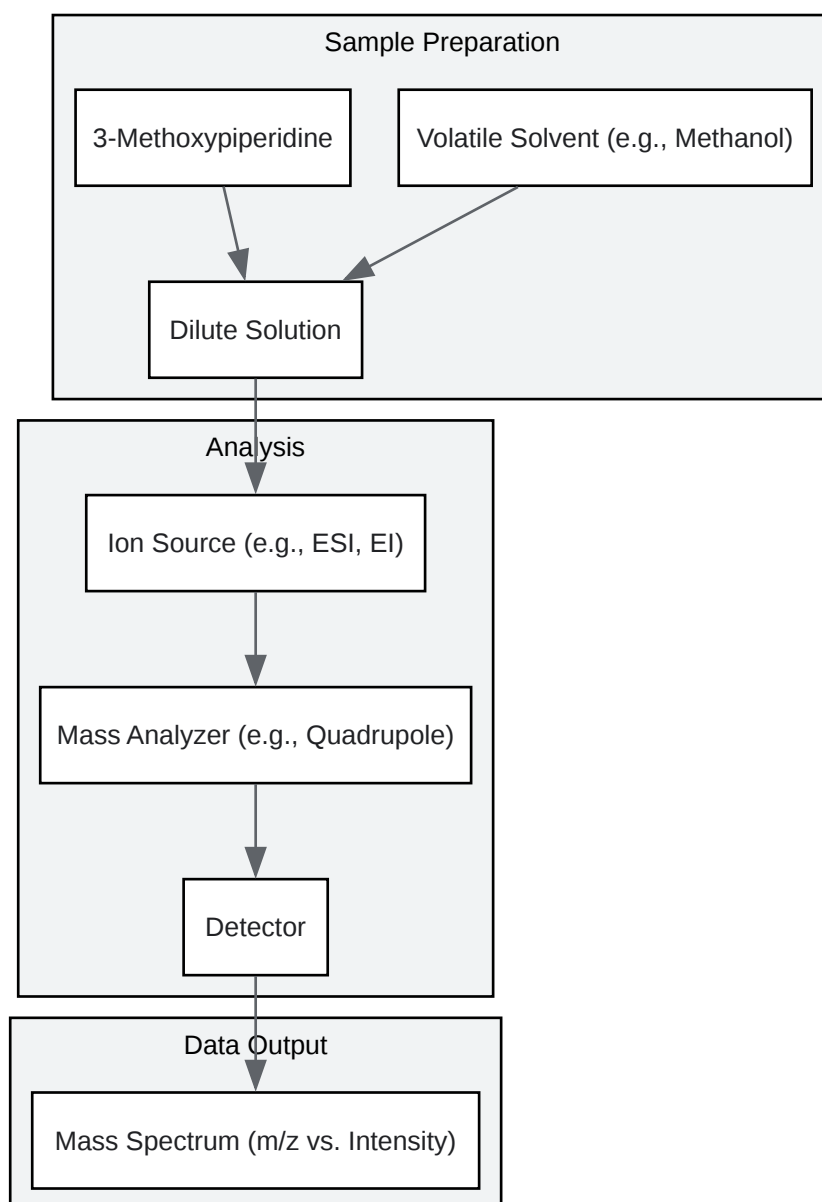 Sample Preparation
3-Methoxypiperidine
Volatile Solvent (e.g., Methanol)
Dilute Solution
Analysis
Ion Source (e.g., ESI, EI)
Mass Analyzer (e.g., Quadrupole)
Detector
Data Output
Mass Spectrum (m/z vs. Intensity)